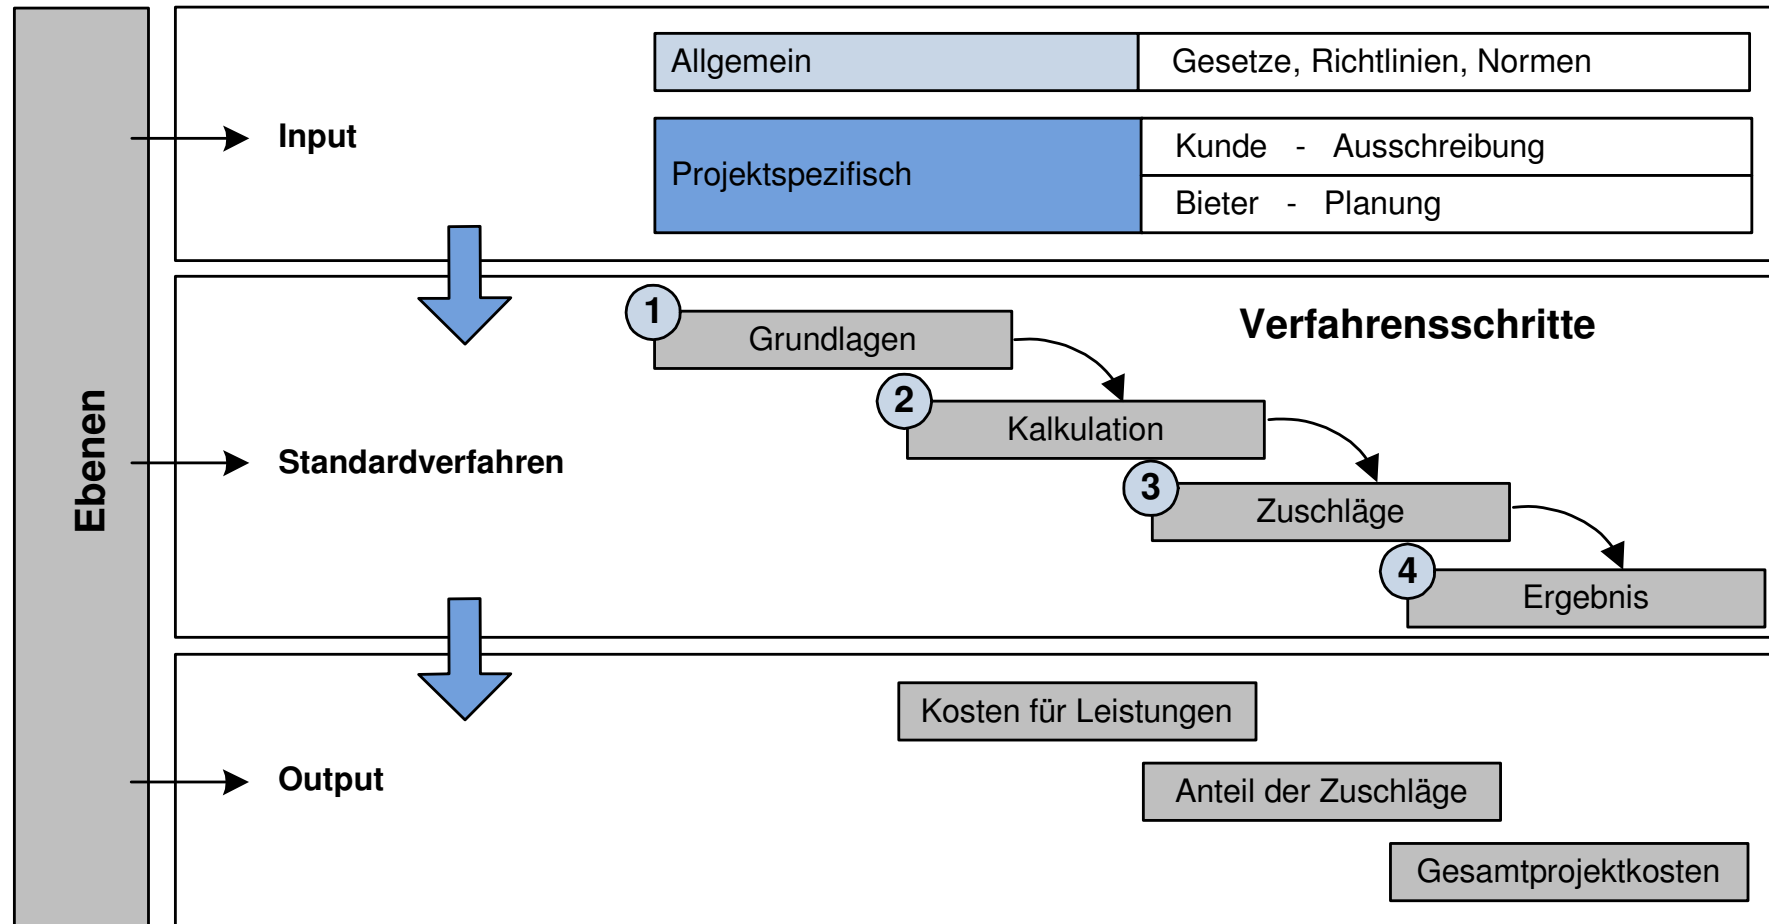 Ebenen
Input
Allgemein
Gesetze, Richtlinien, Normen
Projektspezifisch
Kunde - Ausschreibung
Bieter - Planung
Standardverfahren
Verfahrensschritte
1
Grundlagen
2
Kalkulation
3
Zuschläge
4
Ergebnis
Output
Kosten für Leistungen
Anteil der Zuschläge
Gesamtprojektkosten